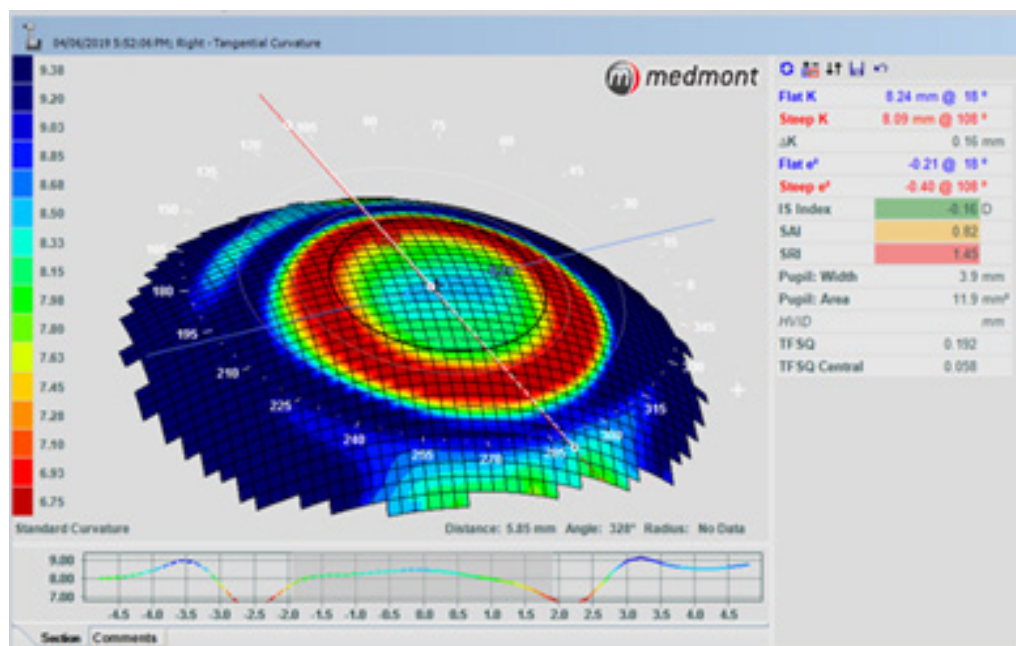 04/06/2019 5:52:06 PM; Right - Tangential Curvature
medmont
9.38
9.20
9.03
8.85
8.68
8.50
8.33
8.15
7.98
7.80
7.63
7.45
7.28
7.10
6.93
6.75
105
90
75
60
45
30
15
0
345
315
300
285
270
255
240
225
210
195
180
165
150
135
120
Flat K 8.24 mm @ 18 °
Steep K 8.09 mm @ 108 °
ΔK 0.16 mm
Flat e² -0.21 @ 18 °
Steep e² -0.40 @ 108 °
IS Index -0.16 D
SAI 0.82
SRI 1.45
Pupil: Width 3.9 mm
Pupil: Area 11.9 mm²
HVID mm
TFSQ 0.192
TFSQ Central 0.058
Standard Curvature
Distance: 5.85 mm Angle: 328° Radius: No Data
9.00
8.00
7.00
-4.5 -4.0 -3.5 -3.0 -2.5 -2.0 -1.5 -1.0 -0.5 0.0 0.5 1.0 1.5 2.0 2.5 3.0 3.5 4.0 4.5
Section Comments